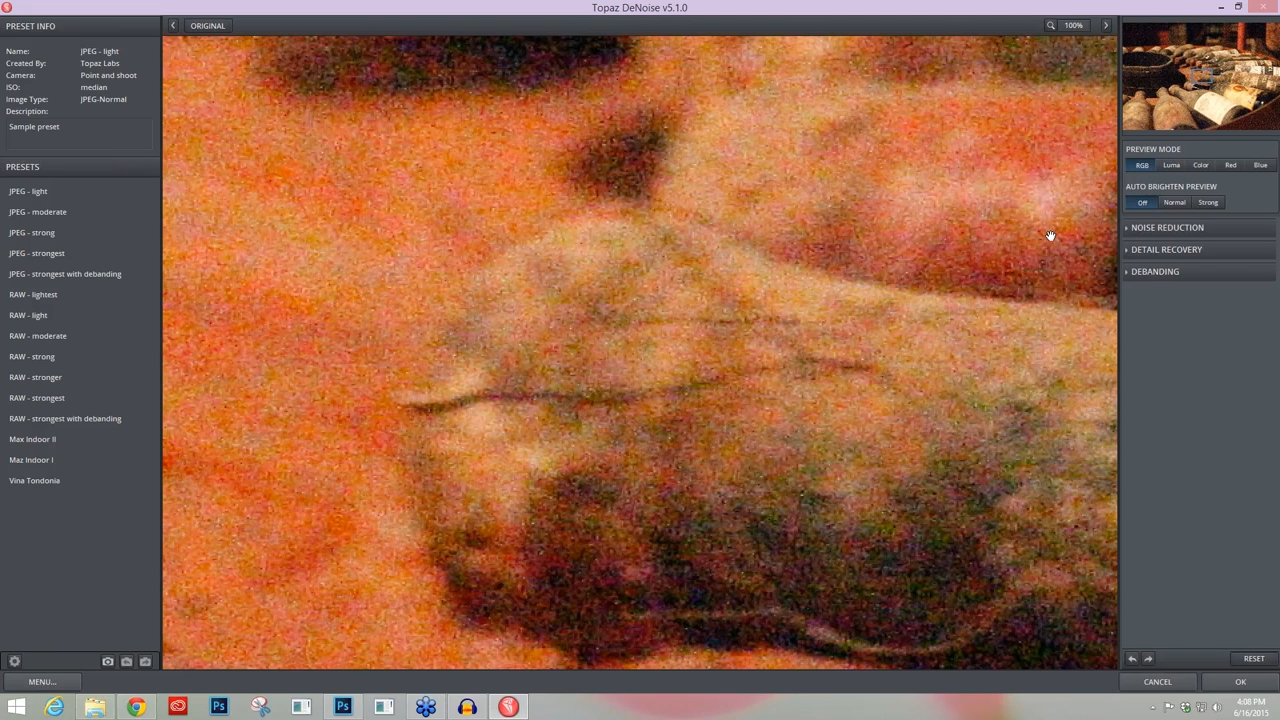 Topaz DeNoise v5.1.0
PRESET INFO
Name: JPEG - light
Created By: Topaz Labs
Camera: Point and shoot
ISO: median
Image Type: JPEG-Normal
Description:
Sample preset
PRESETS
JPEG - light
JPEG - moderate
JPEG - strong
JPEG - strongest
JPEG - strongest with debanding
RAW - lightest
RAW - light
RAW - moderate
RAW - strong
RAW - stronger
RAW - strongest
RAW - strongest with debanding
Max Indoor II
Maz Indoor I
Vina Tondonia
MENU...
ORIGINAL
100%
PREVIEW MODE
RGB Luma Color Red Blue
AUTO BRIGHTEN PREVIEW
Off Normal Strong
NOISE REDUCTION
DETAIL RECOVERY
DEBANDING
RESET
CANCEL OK
Ps Ps
4:08 PM
6/16/2015